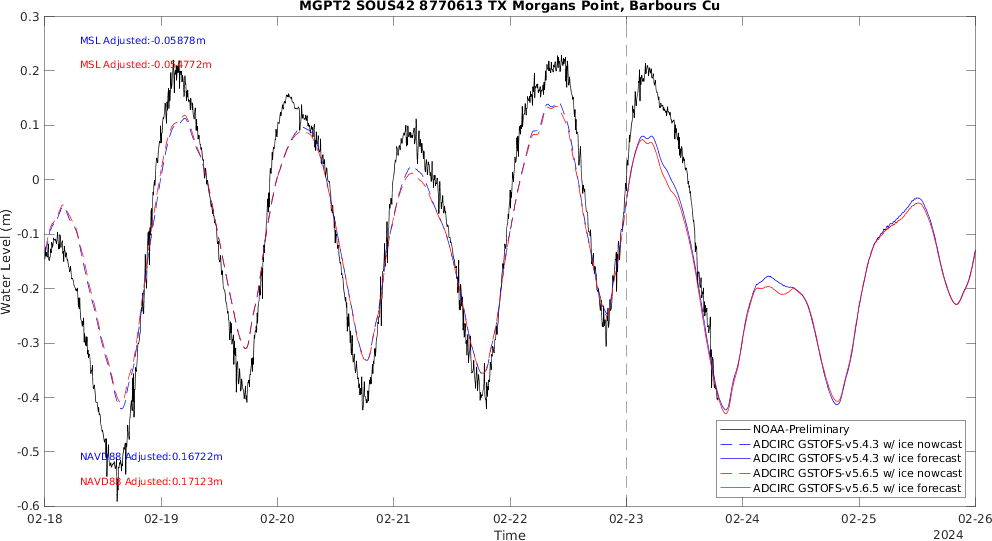 MGPT2 SOUS42 8770613 TX Morgans Point, Barbours Cu
0.3
0.2
0.1
0
-0.1
-0.2
-0.3
-0.4
-0.5
-0.6
Water Level (m)
MSL Adjusted:-0.05878m
MSL Adjusted:-0.054772m
NAVD88 Adjusted:0.16722m
NAVD88 Adjusted:0.17123m
NOAA-Preliminary
ADCIRC GSTOFS-v5.4.3 w/ ice nowcast
ADCIRC GSTOFS-v5.4.3 w/ ice forecast
ADCIRC GSTOFS-v5.6.5 w/ ice nowcast
ADCIRC GSTOFS-v5.6.5 w/ ice forecast
02-18
02-19
02-20
02-21
02-22
02-23
02-24
02-25
02-26
Time
2024